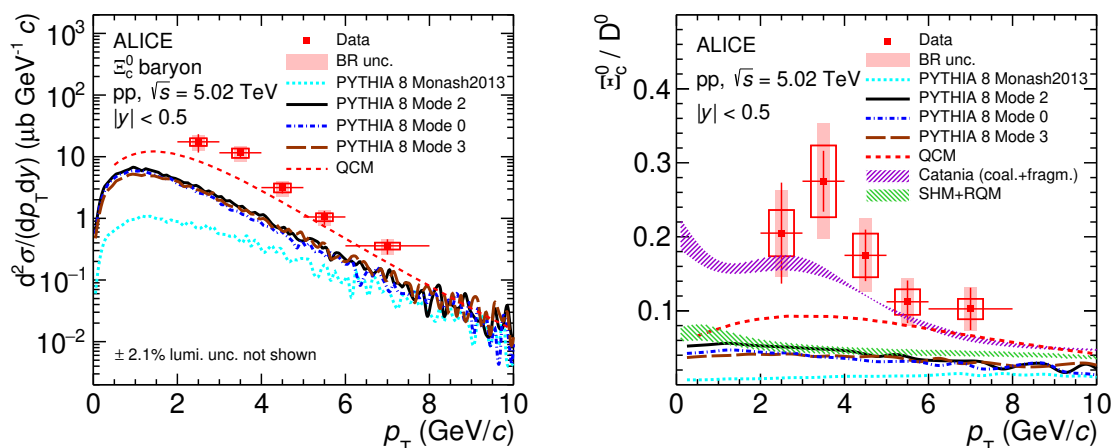 d²σ/(dp_T dy) (μb GeV⁻¹ c)
10³
10²
10
1
10⁻¹
10⁻²
ALICE
Ξ_c⁰ baryon
pp, √s = 5.02 TeV
|y| < 0.5
Data
BR unc.
PYTHIA 8 Monash2013
PYTHIA 8 Mode 2
PYTHIA 8 Mode 0
PYTHIA 8 Mode 3
QCM
± 2.1% lumi. unc. not shown
0 2 4 6 8 10
p_T (GeV/c)
Ξ_c⁰ / D⁰
0.4
0.3
0.2
0.1
0
ALICE
pp, √s = 5.02 TeV
|y| < 0.5
Data
BR unc.
PYTHIA 8 Monash2013
PYTHIA 8 Mode 2
PYTHIA 8 Mode 0
PYTHIA 8 Mode 3
QCM
Catania (coal.+fragm.)
SHM+RQM
0 2 4 6 8 10
p_T (GeV/c)